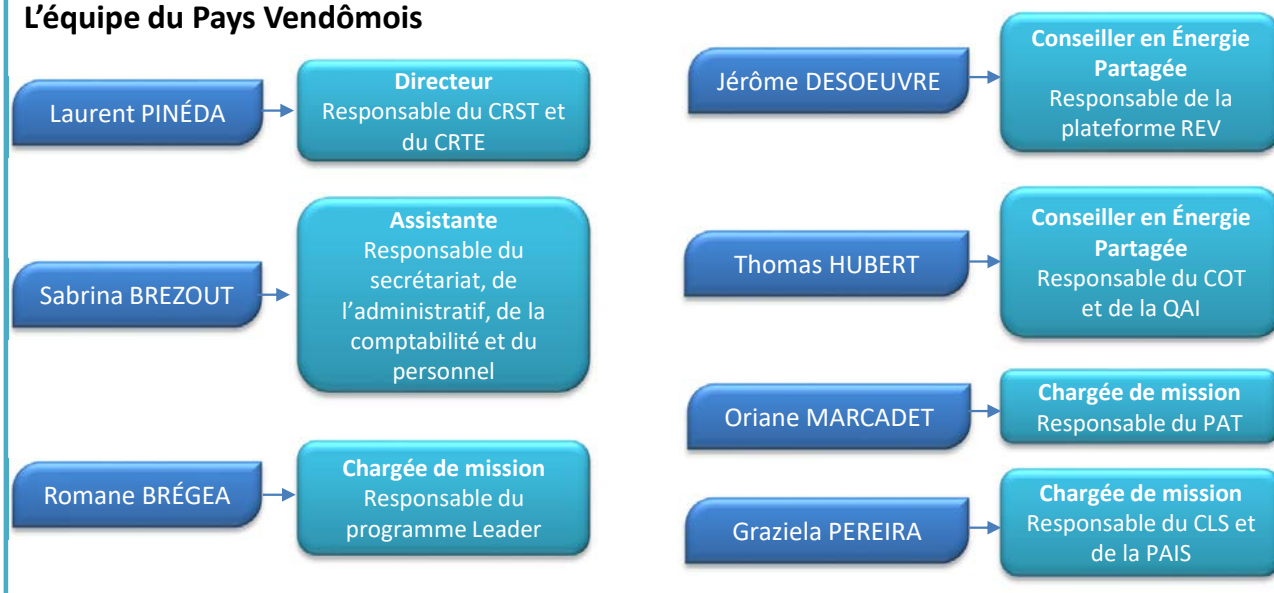 L’équipe du Pays Vendômois
Laurent PINÉDA
Directeur
Responsable du CRST et
du CRTE
Sabrina BREZOUT
Assistante
Responsable du
secrétariat, de
l’administratif, de la
comptabilité et du
personnel
Romane BRÉGEA
Chargée de mission
Responsable du
programme Leader
Jérôme DESOEUVRE
Conseiller en Énergie
Partagée
Responsable de la
plateforme REV
Thomas HUBERT
Conseiller en Énergie
Partagée
Responsable du COT
et de la QAI
Oriane MARCADET
Chargée de mission
Responsable du PAT
Graziela PEREIRA
Chargée de mission
Responsable du CLS et
de la PAIS